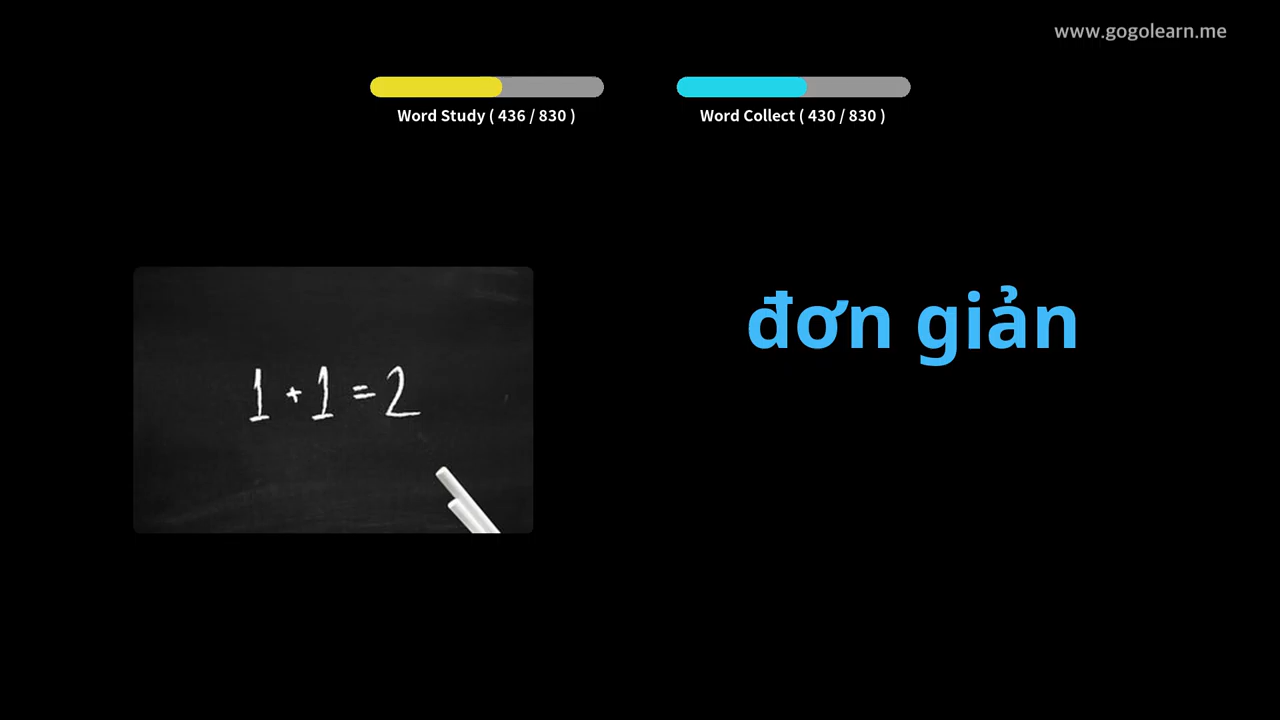 www.gogolearn.me
Word Study ( 436 / 830 )
Word Collect ( 430 / 830 )
đơn giản
1 + 1 = 2